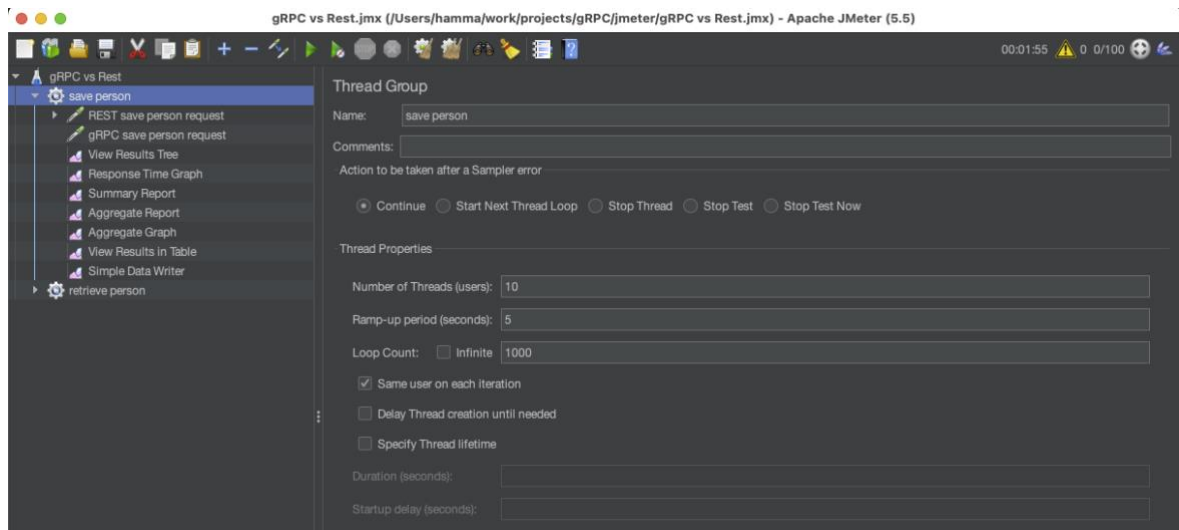 gRPC vs Rest.jmx (/Users/hamma/work/projects/gRPC/jmeter/gRPC vs Rest.jmx) - Apache JMeter (5.5)
00:01:55 0 0/100
gRPC vs Rest
save person
REST save person request
gRPC save person request
View Results Tree
Response Time Graph
Summary Report
Aggregate Report
Aggregate Graph
View Results in Table
Simple Data Writer
retrieve person
Thread Group
Name: save person
Comments:
Action to be taken after a Sampler error
Continue Start Next Thread Loop Stop Thread Stop Test Stop Test Now
Thread Properties
Number of Threads (users): 10
Ramp-up period (seconds): 5
Loop Count: Infinite 1000
Same user on each iteration
Delay Thread creation until needed
Specify Thread lifetime
Duration (seconds):
Startup delay (seconds):